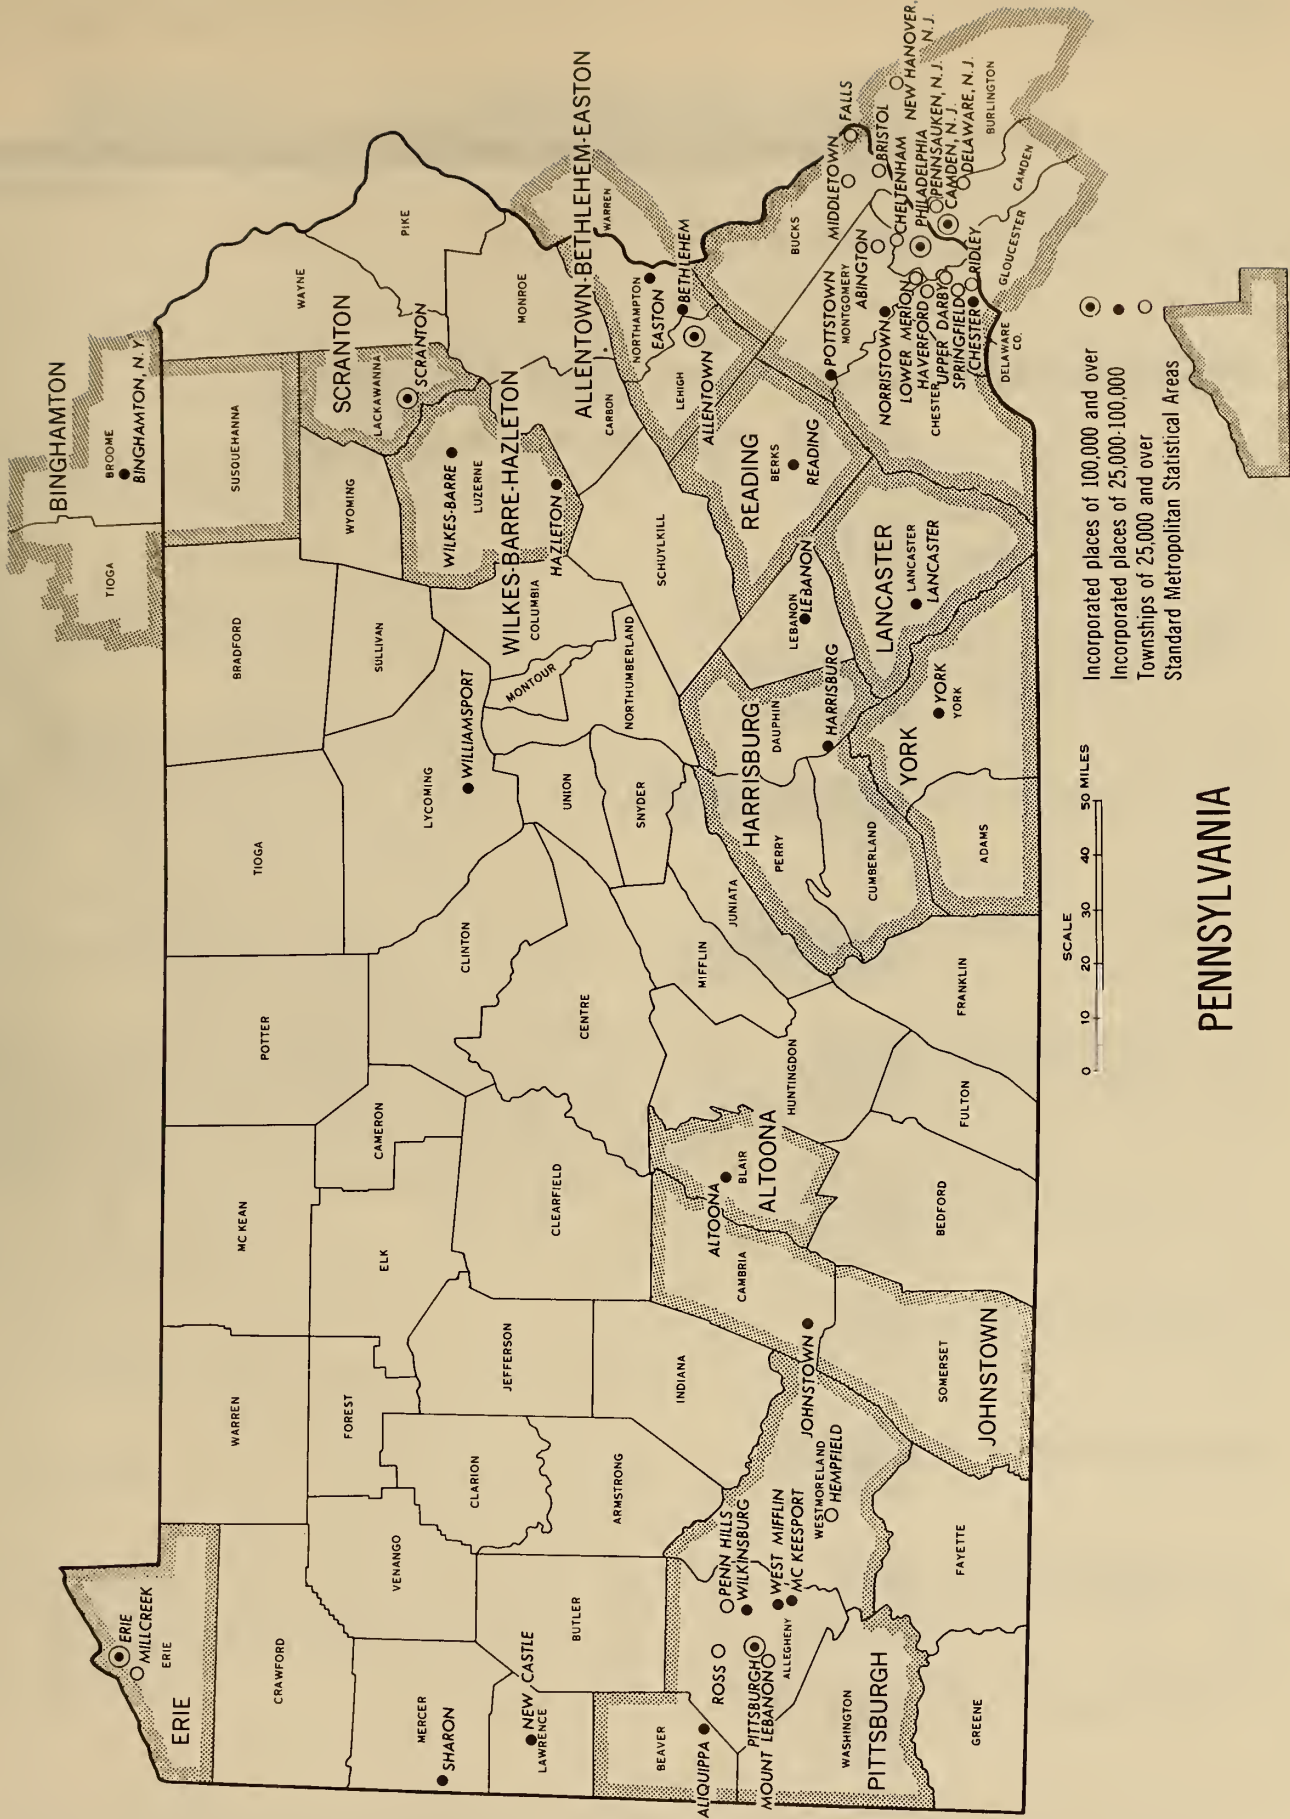 BINGHAMTON
BROOME
BINGHAMTON, N.Y.
TIOGA
ERIE
MILLCREEK
ERIE
ERIE
CRAWFORD
WARREN
MC KEAN
POTTER
TIOGA
BRADFORD
SUSQUEHANNA
WAYNE
PIKE
MERCER
SHARON
VENANGO
FOREST
ELK
CAMERON
CLINTON
LYCOMING
WILLIAMSPORT
SULLIVAN
WYOMING
SCRANTON
LACKAWANNA
SCRANTON
NEW CASTLE
LAWRENCE
BUTLER
CLARION
JEFFERSON
CLEARFIELD
CENTRE
UNION
SNYDER
MONTOUR
NORTHUMBERLAND
COLUMBIA
WILKES-BARRE
LUZERNE
WILKES-BARRE-HAZLETON
HAZLETON
MONROE
CARBON
ALLENTOWN-BETHLEHEM-EASTON
WARREN
NORTHAMPTON
EASTON
BETHLEHEM
LEHIGH
ALLENTOWN
BEAVER
ALIQUIPPA
ARMSTRONG
INDIANA
CAMBRIA
ALTOONA
BLAIR
ALTOONA
HUNTINGDON
MIFFLIN
JUNIATA
PERRY
HARRISBURG
DAUPHIN
HARRISBURG
CUMBERLAND
SCHUYLKILL
LEBANON
LEBANON
READING
BERKS
READING
BUCKS
MIDDLETOWN
FALLS
BRISTOL
POTTSTOWN
MONTGOMERY
ABINGTON
CHELTENHAM
NEW HANOVER,
N.J.
PHILADELPHIA
PENNSAUKEN, N.J.
CAMDEN, N.J.
DELAWARE, N.J.
BURLINGTON
CAMDEN
GLOUCESTER
NORRISTOWN
LOWER MERION
HAVERFORD
CHESTER
UPPER DARBY
SPRINGFIELD
CHESTER
RIDLEY
DELAWARE
CO.
ROSS
PENN HILLS
WILKINSBURG
PITTSBURGH
MOUNT LEBANON
ALLEGHENY
WEST MIFFLIN
MC KEESPORT
WESTMORELAND
HEMPFIELD
JOHNSTOWN
WASHINGTON
PITTSBURGH
GREENE
FAYETTE
SOMERSET
JOHNSTOWN
BEDFORD
FULTON
FRANKLIN
ADAMS
YORK
YORK
YORK
LANCASTER
LANCASTER
LANCASTER
SCALE
0 10 20 30 40 50 MILES
Incorporated places of 100,000 and over
Incorporated places of 25,000-100,000
Townships of 25,000 and over
Standard Metropolitan Statistical Areas
PENNSYLVANIA